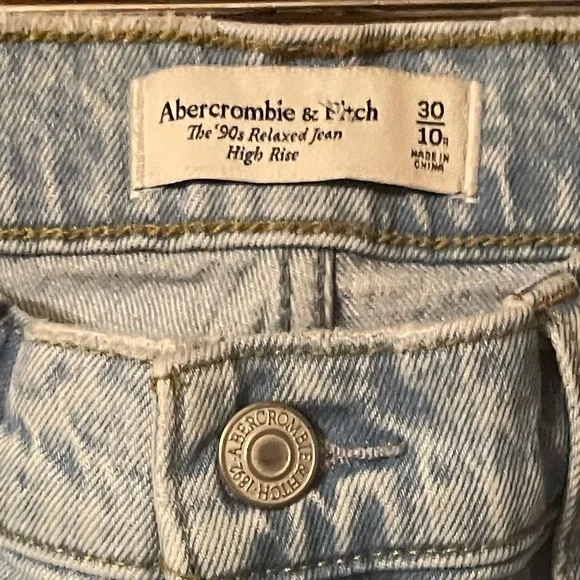 Abercrombie & Fitch
The '90s Relaxed Jean
High Rise
30
10R
MADE IN
CHINA
ABERCROMBIE & FITCH · 1892 ·